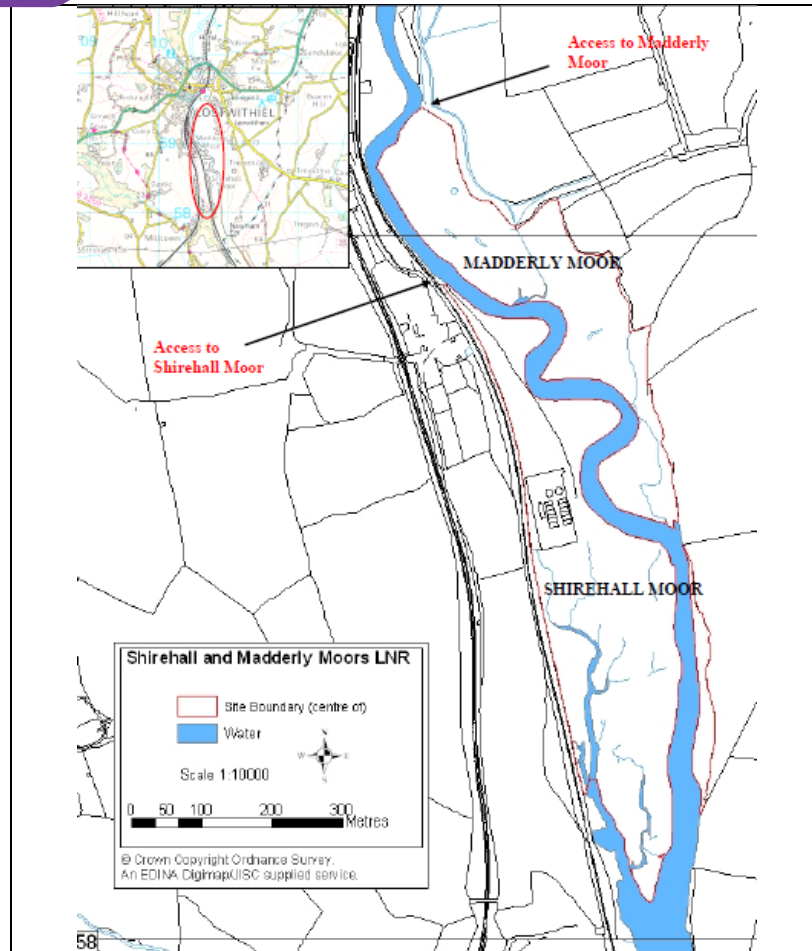 LOSTWITHIEL
59
58
Milltown
Access to Madderly
Moor
MADDERLY MOOR
Access to
Shirehall Moor
SHIREHALL MOOR
Shirehall and Madderly Moors LNR
Site Boundary (centre of)
Water
N
W E
S
Scale 1:10000
0 50 100 200 300
Metres
© Crown Copyright Ordnance Survey.
An EDINA Digimap/JISC supplied service.
58